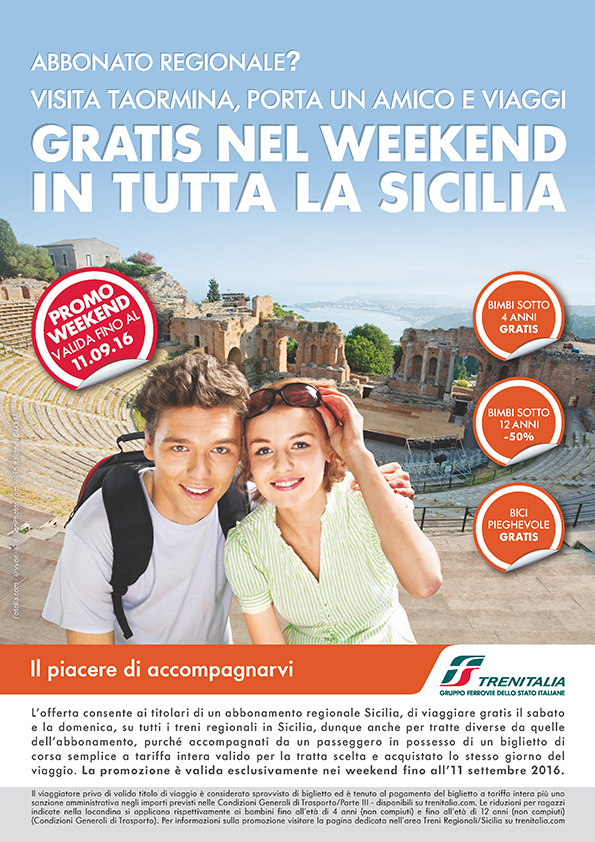 ABBONATO REGIONALE?
VISITA TAORMINA, PORTA UN AMICO E VIAGGI
GRATIS NEL WEEKEND
IN TUTTA LA SICILIA
PROMO
WEEKEND
VALIDA FINO AL
11.09.16
BIMBI SOTTO
4 ANNI
GRATIS
BIMBI SOTTO
12 ANNI
-50%
BICI
PIEGHEVOLE
GRATIS
Fotolia.com
Il piacere di accompagnarvi
TRENITALIA
GRUPPO FERROVIE DELLO STATO ITALIANE
L'offerta consente ai titolari di un abbonamento regionale Sicilia, di viaggiare gratis il sabato
e la domenica, su tutti i treni regionali in Sicilia, dunque anche per tratte diverse da quelle
dell'abbonamento, purché accompagnati da un passeggero in possesso di un biglietto di
corsa semplice a tariffa intera valido per la tratta scelta e acquistato lo stesso giorno del
viaggio. La promozione è valida esclusivamente nei weekend fino all'11 settembre 2016.
Il viaggiatore privo di valido titolo di viaggio è considerato sprovvisto di biglietto ed è tenuto al pagamento del biglietto a tariffa intera più una
sanzione amministrativa negli importi previsti nelle Condizioni Generali di Trasporto/Parte III - disponibili su trenitalia.com. Le riduzioni per ragazzi
indicate nella locandina si applicano rispettivamente ai bambini fino all'età di 4 anni (non compiuti) e fino all'età di 12 anni (non compiuti)
(Condizioni Generali di Trasporto). Per informazioni sulla promozione visitare la pagina dedicata nell'area Treni Regionali/Sicilia su trenitalia.com